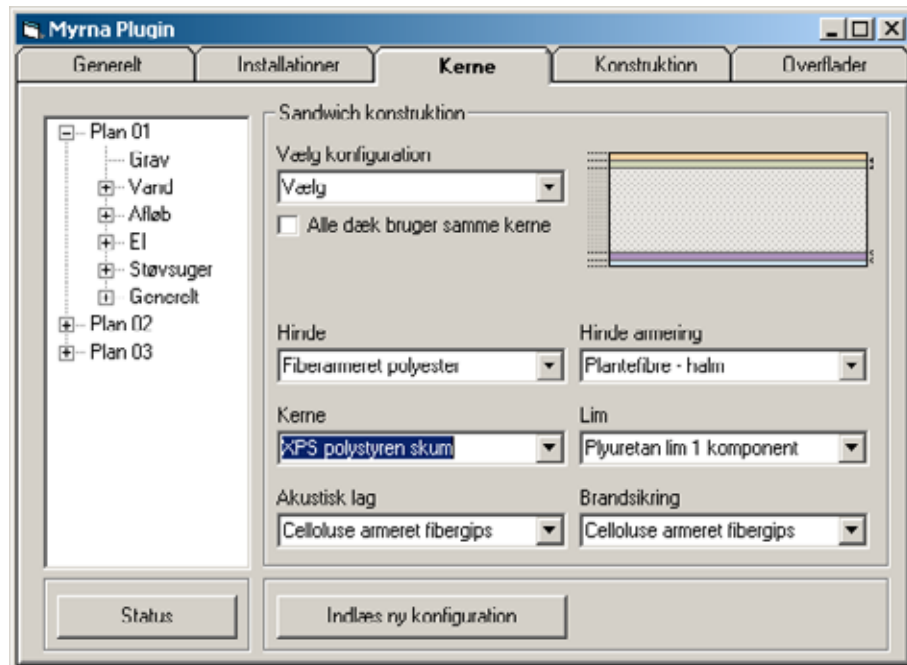 Myrna Plugin
Generelt Installationer Kerne Konstruktion Overflader
Plan 01
Grav
Vand
Afløb
El
Støvsuger
Generelt
Plan 02
Plan 03
Sandwich konstruktion
Vælg konfiguration
Vælg
Alle dæk bruger samme kerne
Hinde
Fiberarmeret polyester
Hinde armering
Plantefibre - halm
Kerne
XPS polystyren skum
Lim
Plyuretan lim 1 komponent
Akustisk lag
Celloluse armeret fibergips
Brandsikring
Celloluse armeret fibergips
Status
Indlæs ny konfiguration